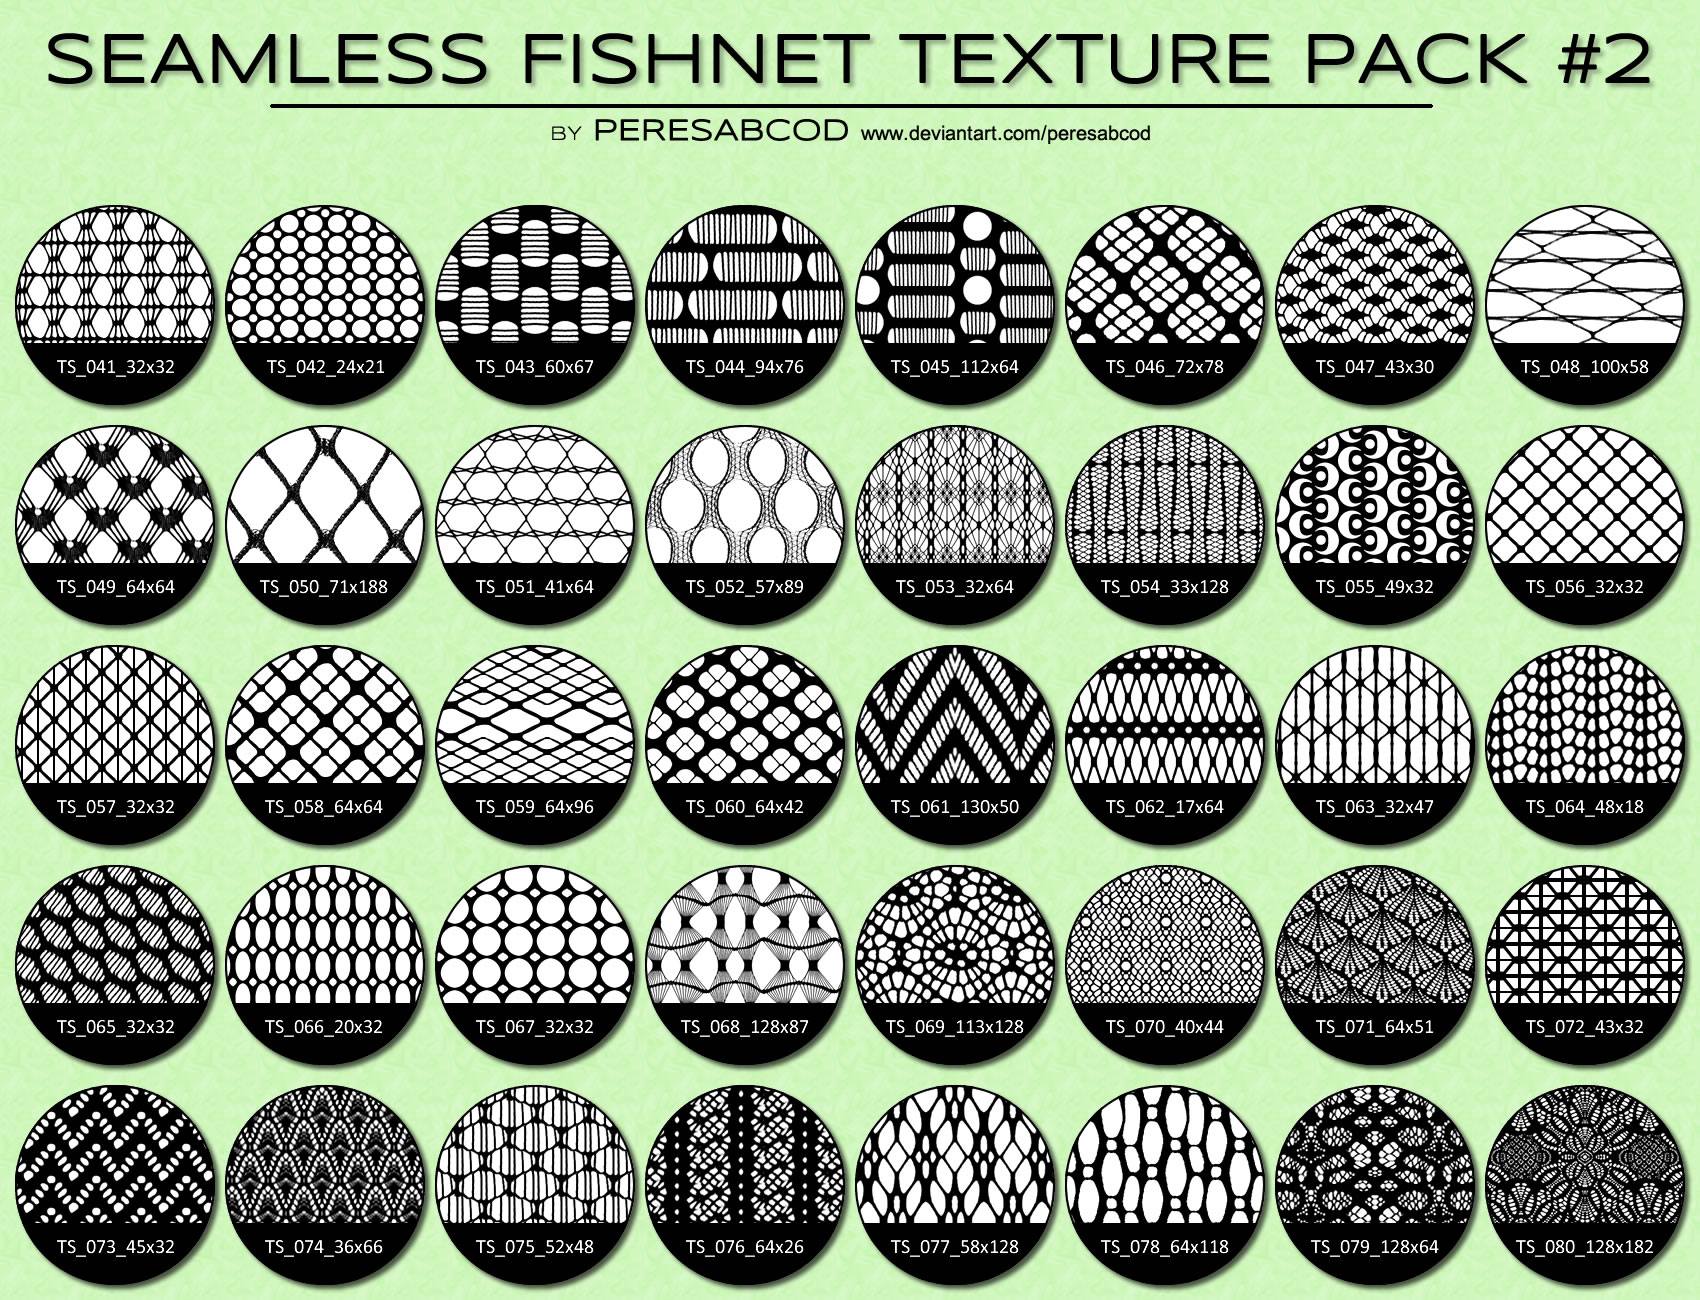 SEAMLESS FISHNET TEXTURE PACK #2
BY PERESABCOD www.deviantart.com/peresabcod
TS_041_32x32 TS_042_24x21 TS_043_60x67 TS_044_94x76 TS_045_112x64 TS_046_72x78 TS_047_43x30 TS_048_100x58
TS_049_64x64 TS_050_71x188 TS_051_41x64 TS_052_57x89 TS_053_32x64 TS_054_33x128 TS_055_49x32 TS_056_32x32
TS_057_32x32 TS_058_64x64 TS_059_64x96 TS_060_64x42 TS_061_130x50 TS_062_17x64 TS_063_32x47 TS_064_48x18
TS_065_32x32 TS_066_20x32 TS_067_32x32 TS_068_128x87 TS_069_113x128 TS_070_40x44 TS_071_64x51 TS_072_43x32
TS_073_45x32 TS_074_36x66 TS_075_52x48 TS_076_64x26 TS_077_58x128 TS_078_64x118 TS_079_128x64 TS_080_128x182